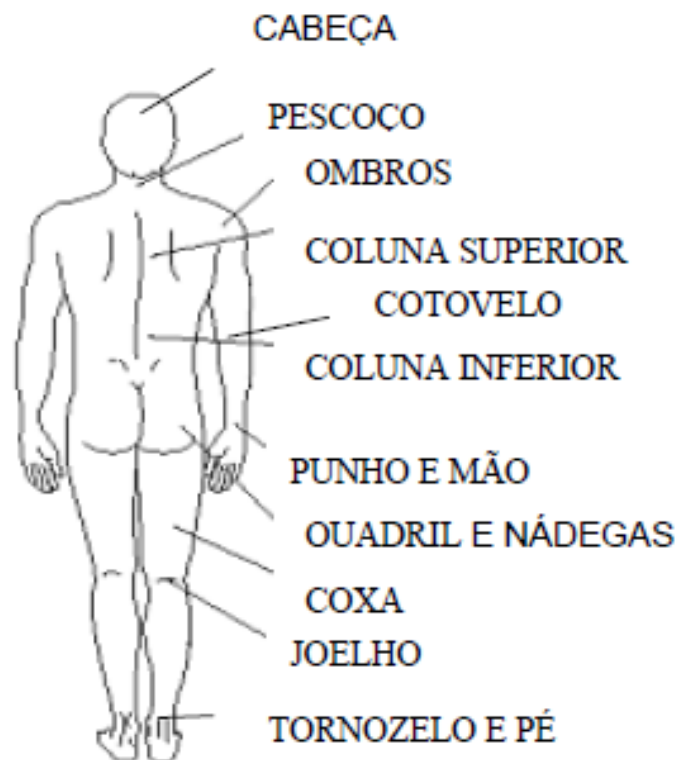 CABEÇA
PESCOÇO
OMBROS
COLUNA SUPERIOR
COTOVELO
COLUNA INFERIOR
PUNHO E MÃO
OUADRIL E NÁDEGAS
COXA
JOELHO
TORNOZELO E PÉ